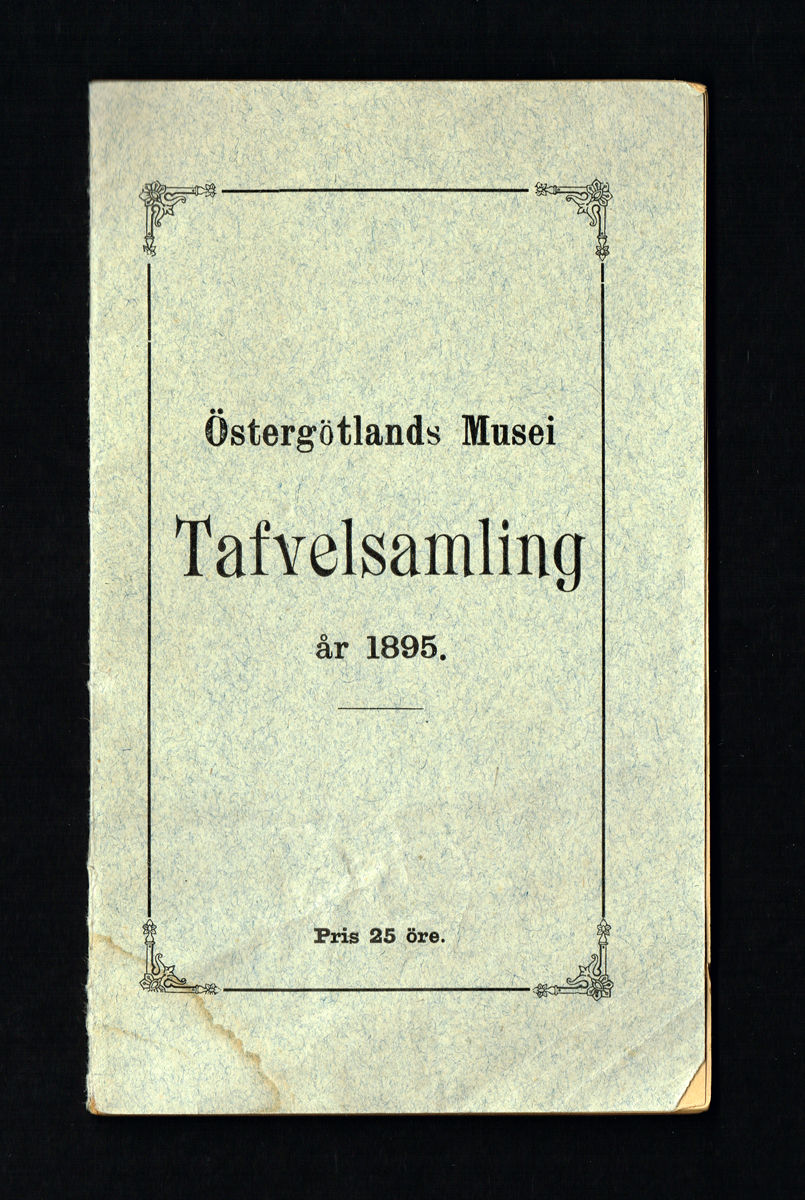 Östergötlands Musei
Tafvelsamling
år 1895.
Pris 25 öre.